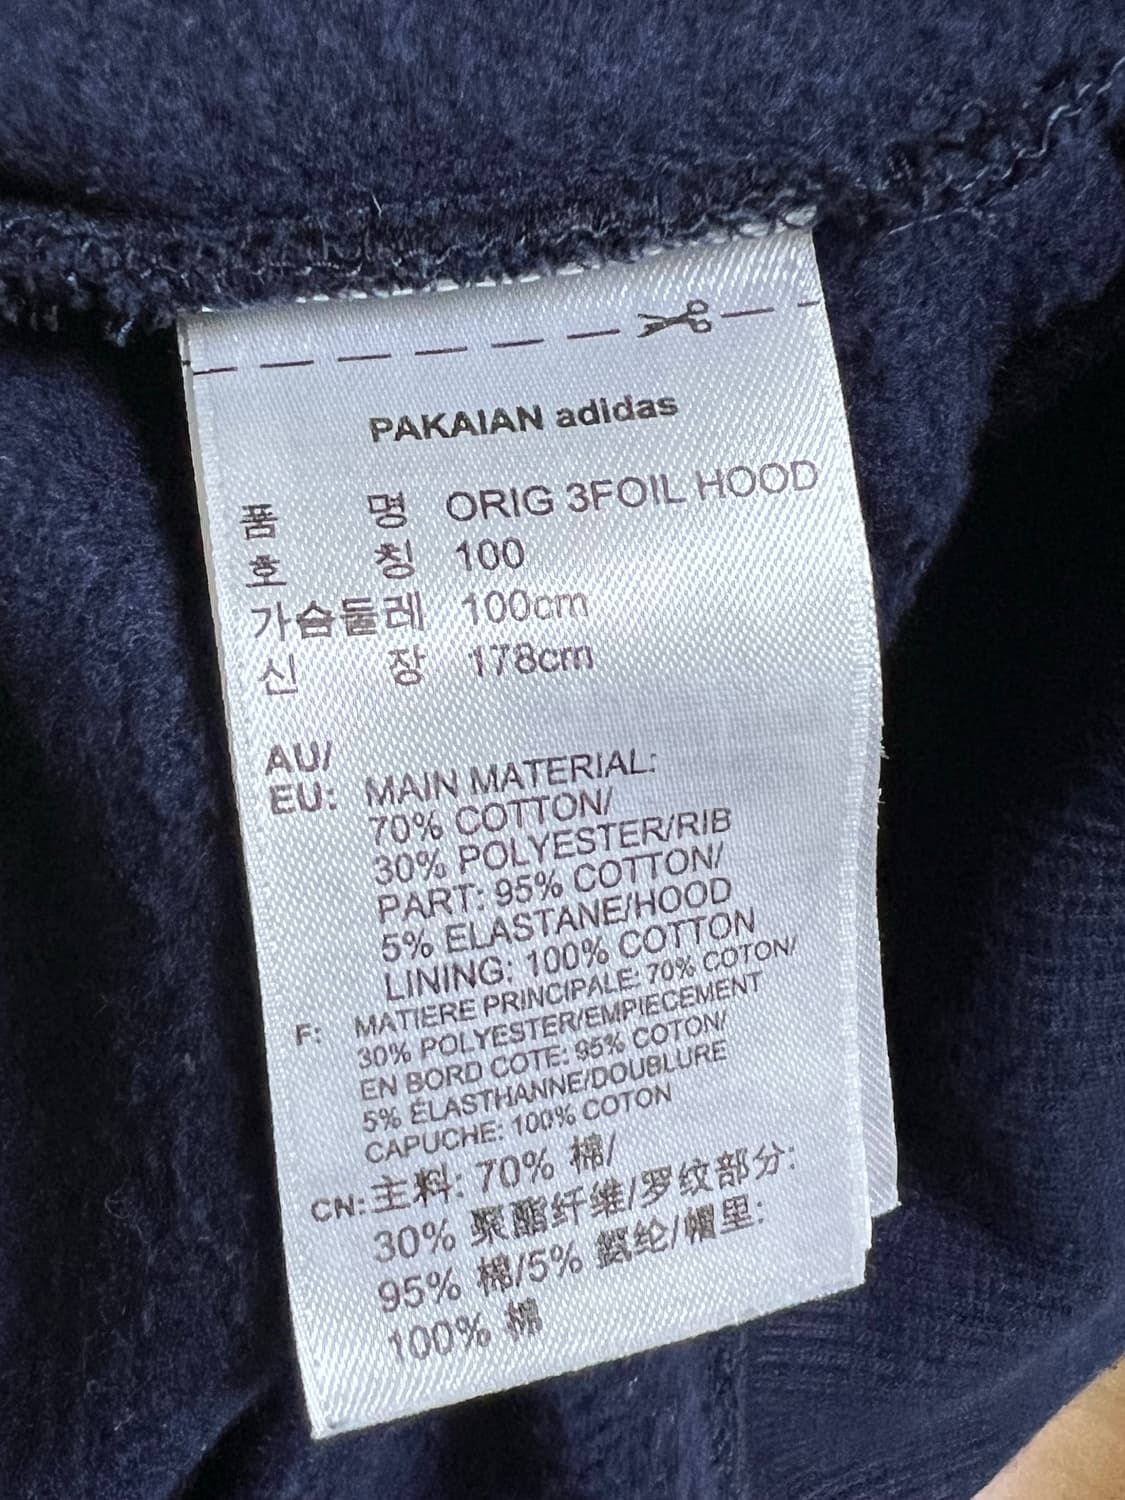 PAKAIAN adidas
품 명 ORIG 3FOIL HOOD
호 칭 100
가슴둘레 100cm
신 장 178cm
AU/
EU: MAIN MATERIAL:
70% COTTON/
30% POLYESTER/RIB
PART: 95% COTTON/
5% ELASTANE/HOOD
LINING: 100% COTTON
F: MATIERE PRINCIPALE: 70% COTON/
30% POLYESTER/EMPIECEMENT
EN BORD COTE: 95% COTON/
5% ÉLASTHANNE/DOUBLURE
CAPUCHE: 100% COTON
CN: 主料: 70% 棉/
30% 聚酯纤维/罗纹部分:
95% 棉/5% 氨纶/帽里:
100% 棉